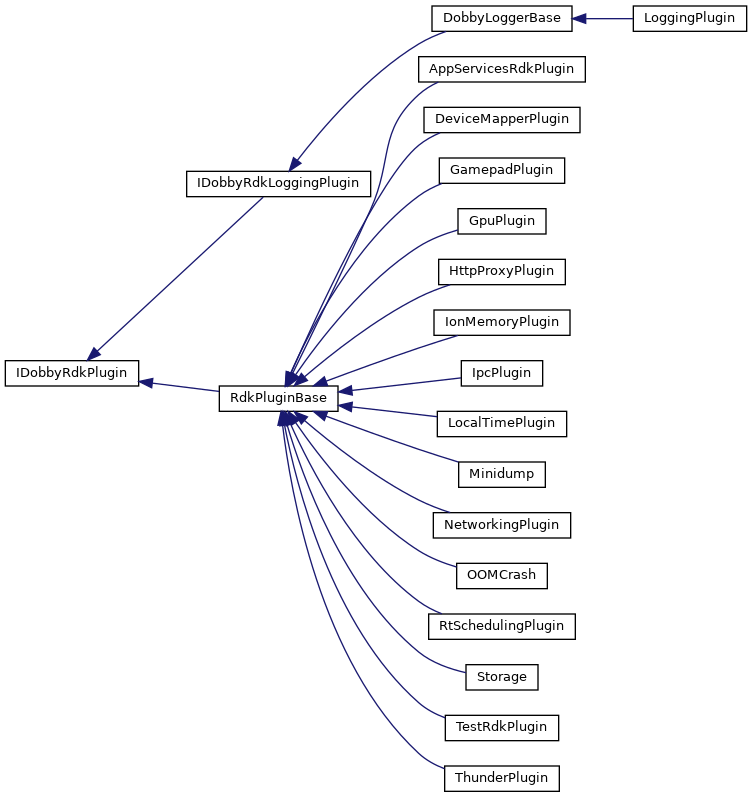 DobbyLoggerBase
LoggingPlugin
AppServicesRdkPlugin
DeviceMapperPlugin
GamepadPlugin
IDobbyRdkLoggingPlugin
GpuPlugin
HttpProxyPlugin
IonMemoryPlugin
IDobbyRdkPlugin
IpcPlugin
RdkPluginBase
LocalTimePlugin
Minidump
NetworkingPlugin
OOMCrash
RtSchedulingPlugin
Storage
TestRdkPlugin
ThunderPlugin